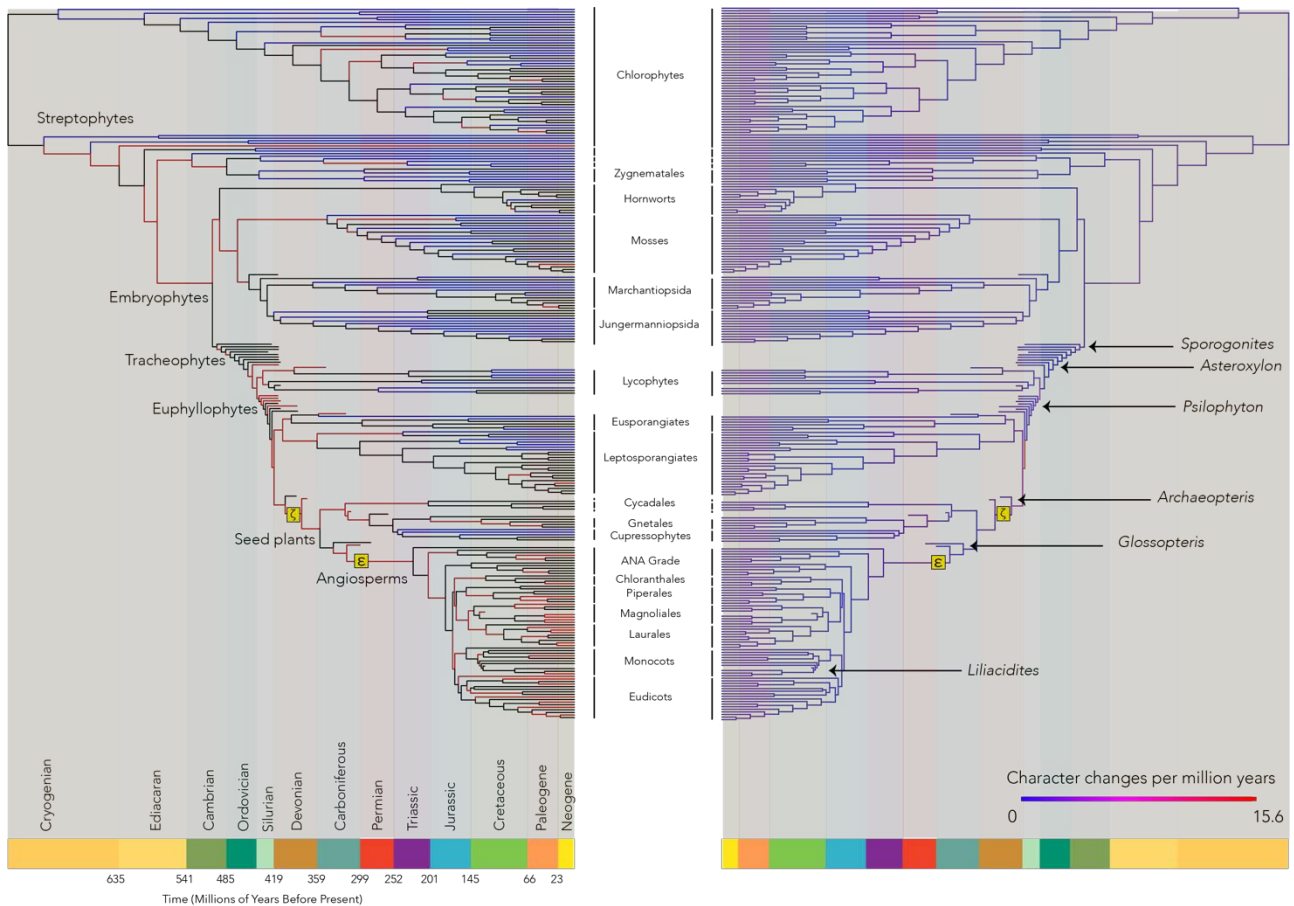 Chlorophytes
Streptophytes
Zygnematales
Hornworts
Mosses
Embryophytes
Marchantiopsida
Jungermanniopsida
Sporogonites
Tracheophytes
Asteroxylon
Lycophytes
Euphyllophytes
Psilophyton
Eusporangiates
Leptosporangiates
Archaeopteris
Cycadales
ζ
ζ
Gnetales
Seed plants
Cupressophytes
Glossopteris
ε
ε
ANA Grade
Angiosperms
Chloranthales
Piperales
Magnoliales
Laurales
Monocots
Liliacidites
Eudicots
Character changes per million years
0 15.6
Cryogenian
Ediacaran
Cambrian
Ordovician
Silurian
Devonian
Carboniferous
Permian
Triassic
Jurassic
Cretaceous
Paleogene
Neogene
635 541 485 419 359 299 252 201 145 66 23
Time (Millions of Years Before Present)